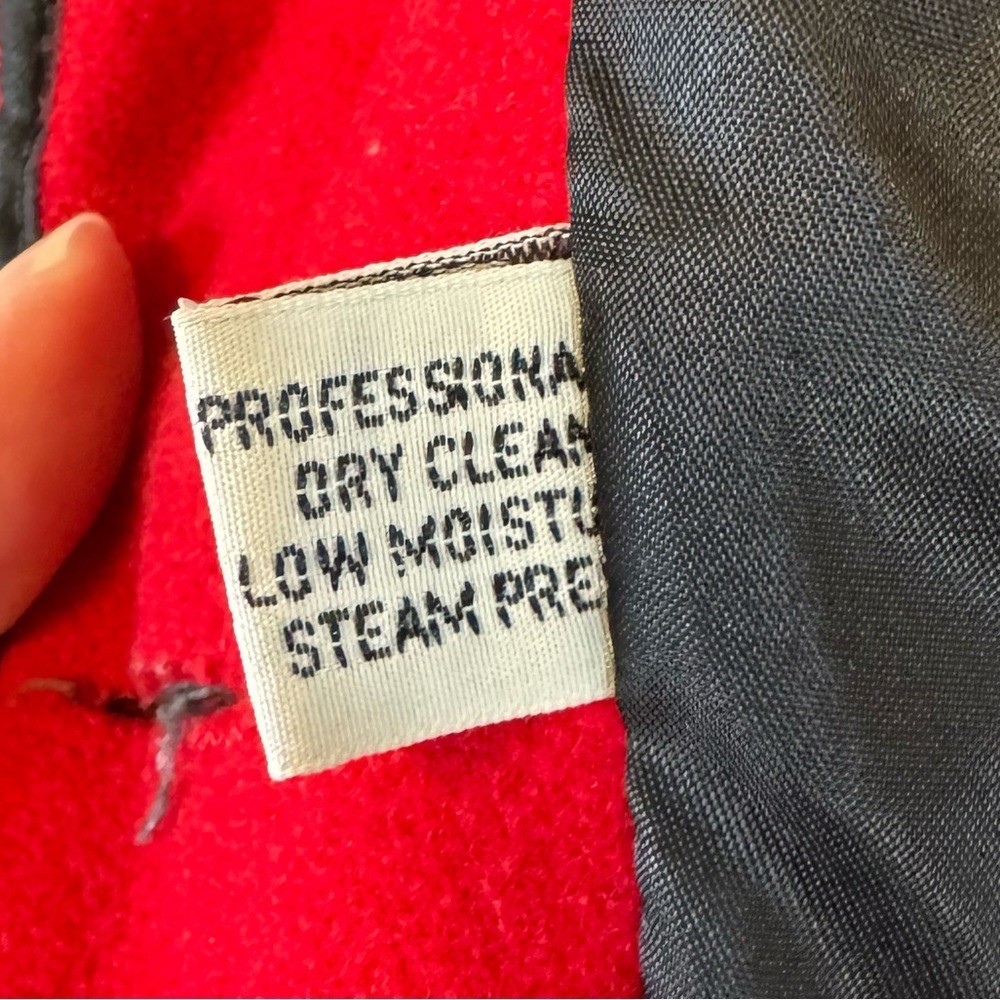 PROFESSIONA
DRY CLEAN
LOW MOISTU
STEAM PRE